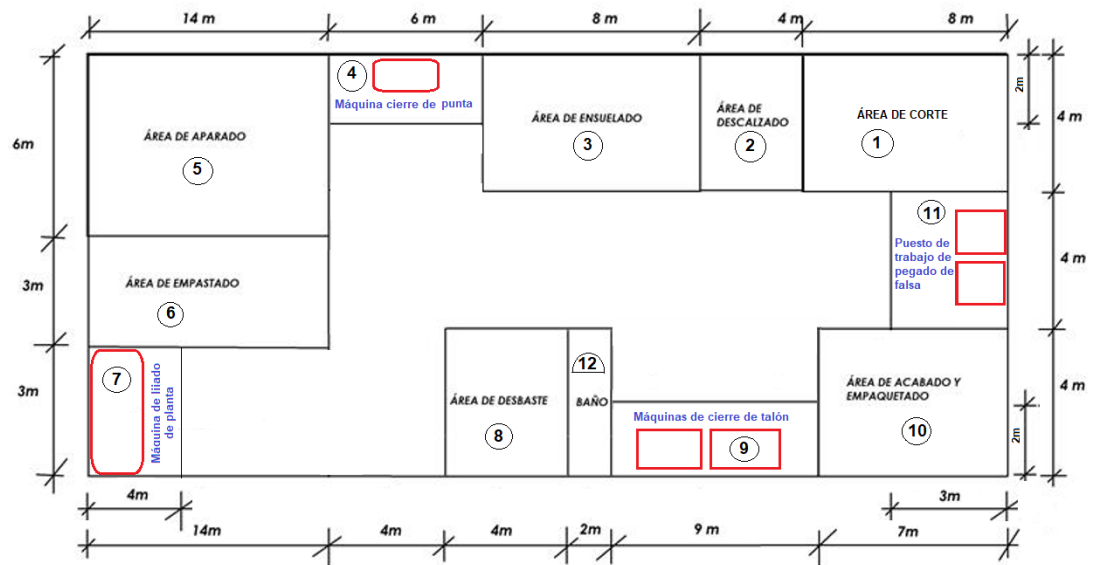 14 m
6 m
8 m
4 m
8 m
6m
3m
3m
ÁREA DE APARADO
5
4
Máquina cierre de punta
ÁREA DE ENSUELADO
3
ÁREA DE
DESCALZADO
2
ÁREA DE CORTE
1
2m
4 m
11
Puesto de
trabajo de
pegado de
falsa
4 m
ÁREA DE EMPASTADO
6
7
Máquina de lijado
de planta
ÁREA DE DESBASTE
8
12
BAÑO
Máquinas de cierre de talón
9
ÁREA DE ACABADO Y
EMPAQUETADO
10
4 m
2m
4m
3m
14m
4m
4m
2m
9 m
7m